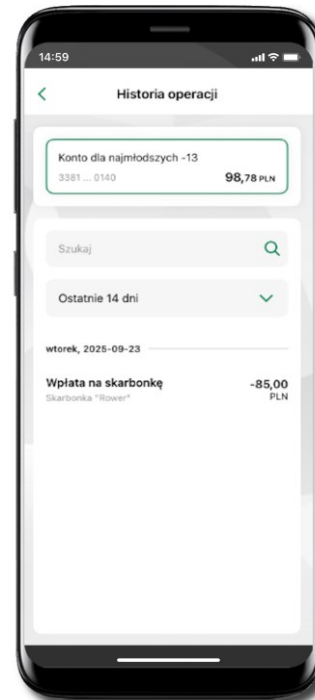 14:59
Historia operacji
Konto dla najmłodszych -13
3381 ... 0140 98,78 PLN
Szukaj
Ostatnie 14 dni
wtorek, 2025-09-23
Wpłata na skarbonkę -85,00
Skarbonka "Rower" PLN